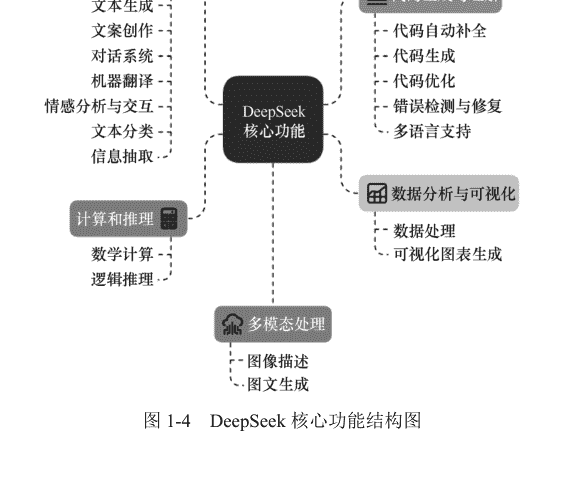 文本生成
文案创作
对话系统
机器翻译
情感分析与交互
文本分类
信息抽取
DeepSeek
核心功能
代码自动补全
代码生成
代码优化
错误检测与修复
多语言支持
计算和推理
数学计算
逻辑推理
数据分析与可视化
数据处理
可视化图表生成
多模态处理
图像描述
图文生成
图 1-4 DeepSeek 核心功能结构图